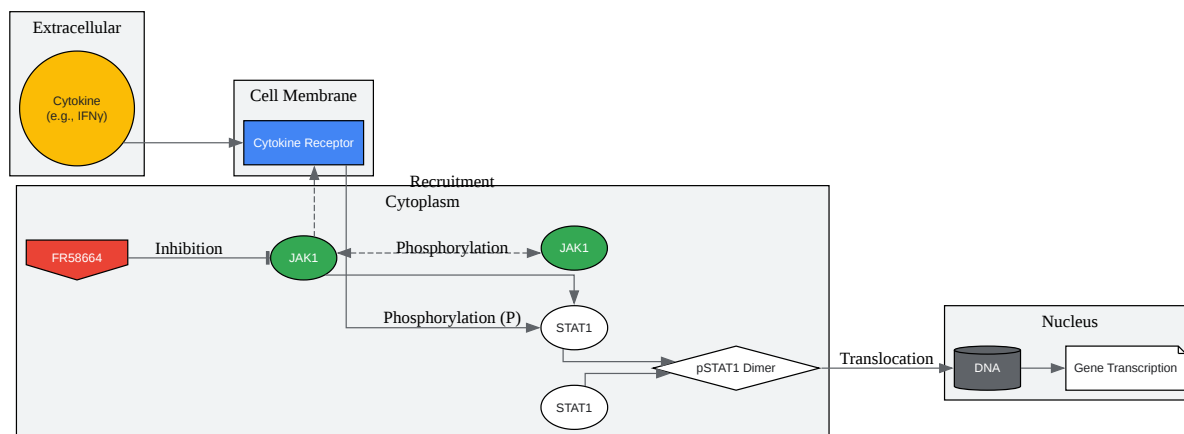 Extracellular
Cytokine
(e.g., IFNγ)
Cell Membrane
Cytokine Receptor
Recruitment
Cytoplasm
FR58664
Inhibition
JAK1
Phosphorylation
JAK1
Phosphorylation (P)
STAT1
STAT1
pSTAT1 Dimer
Translocation
Nucleus
DNA
Gene Transcription